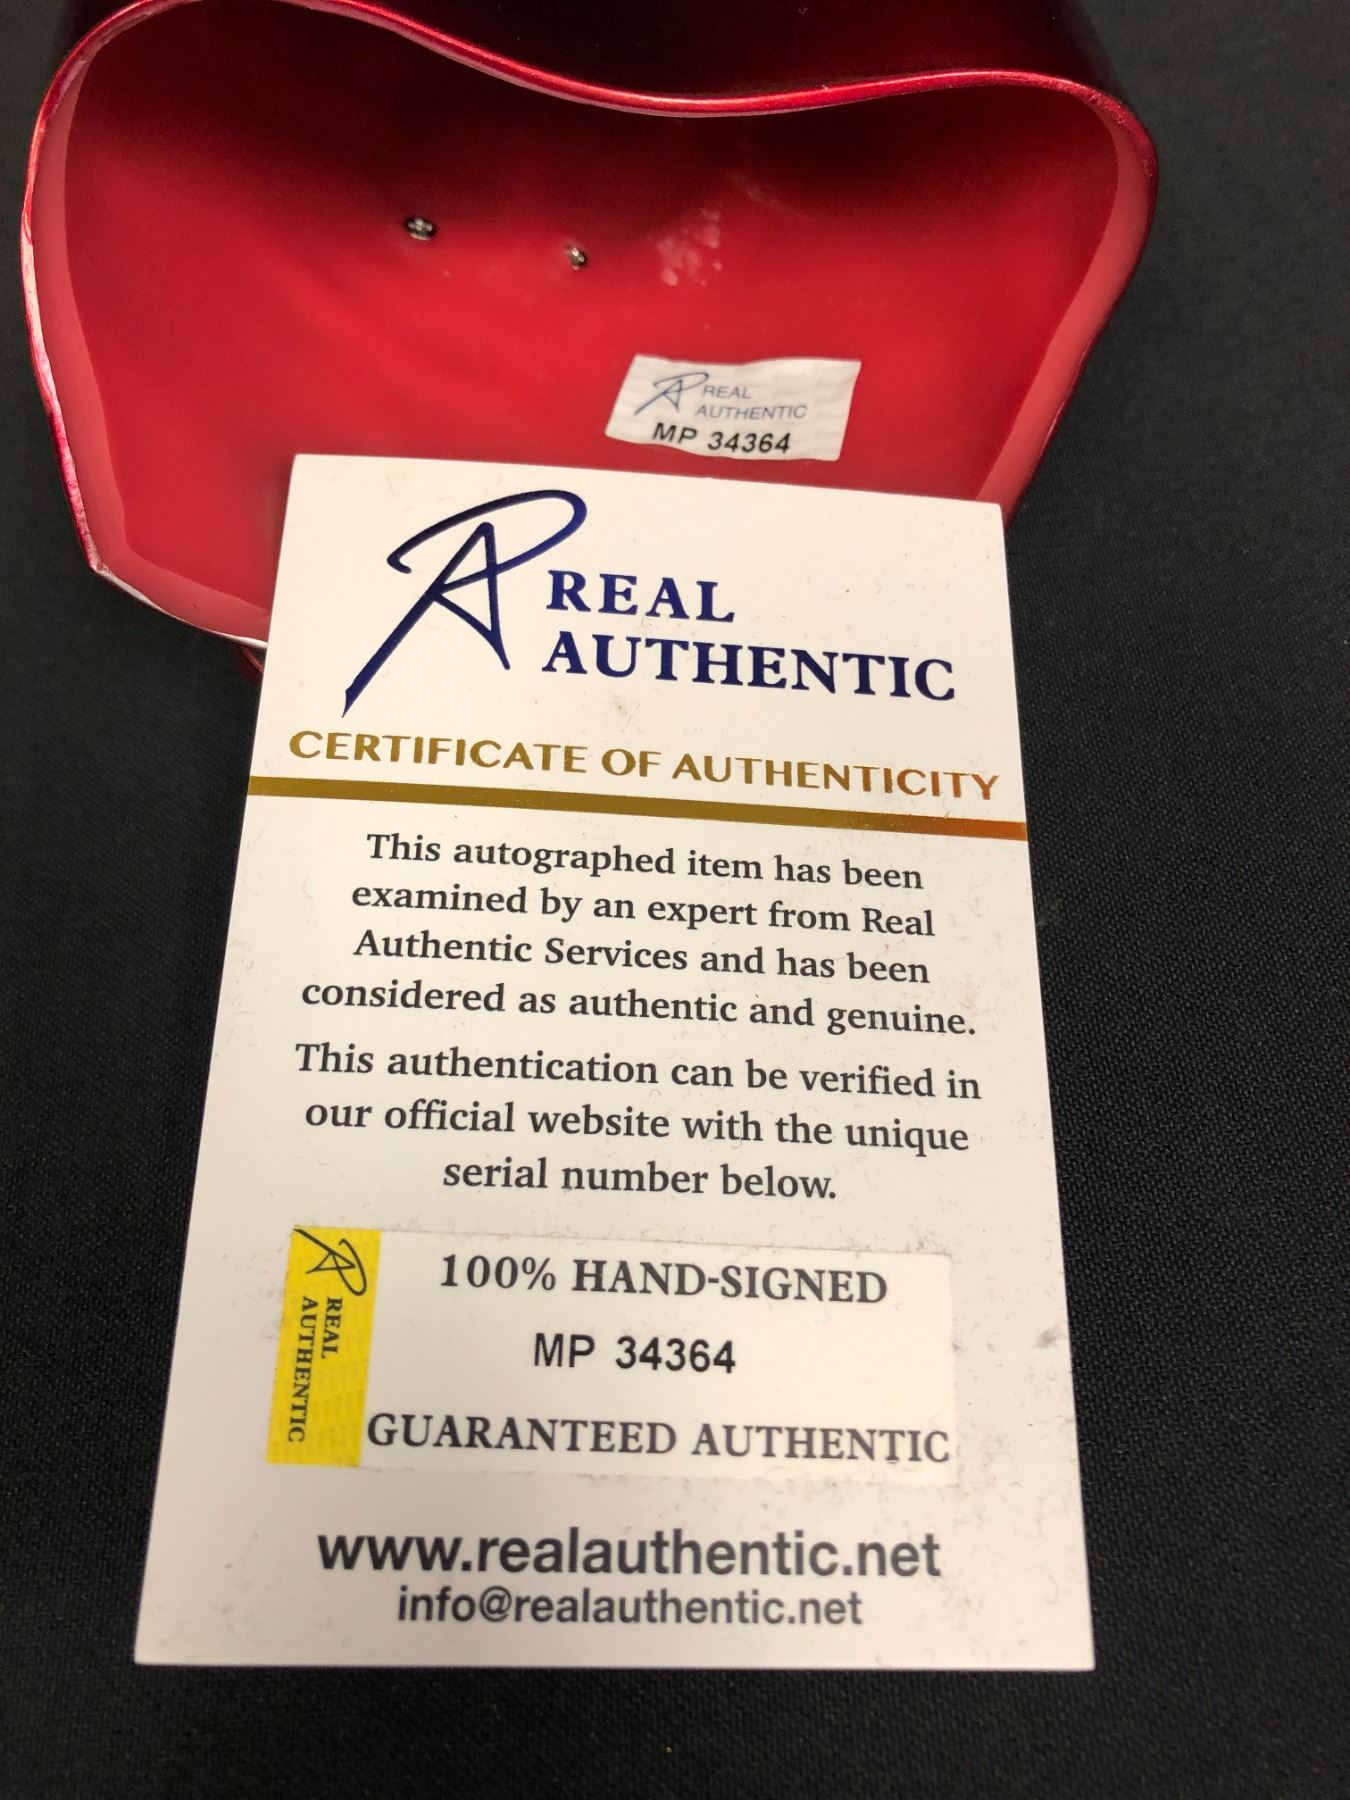 REAL
AUTHENTIC
MP 34364
REAL
AUTHENTIC
CERTIFICATE OF AUTHENTICITY
This autographed item has been
examined by an expert from Real
Authentic Services and has been
considered as authentic and genuine.
This authentication can be verified in
our official website with the unique
serial number below.
REAL
AUTHENTIC
100% HAND-SIGNED
MP 34364
GUARANTEED AUTHENTIC
www.realauthentic.net
info@realauthentic.net